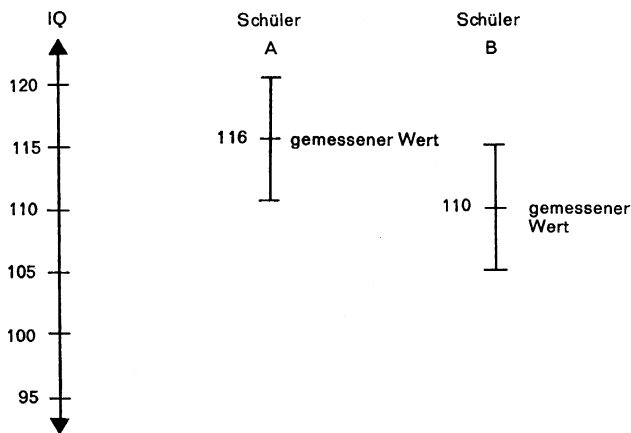 IQ
Schüler
A
Schüler
B
120
115
110
105
100
95
116 gemessener Wert
110 gemessener
Wert